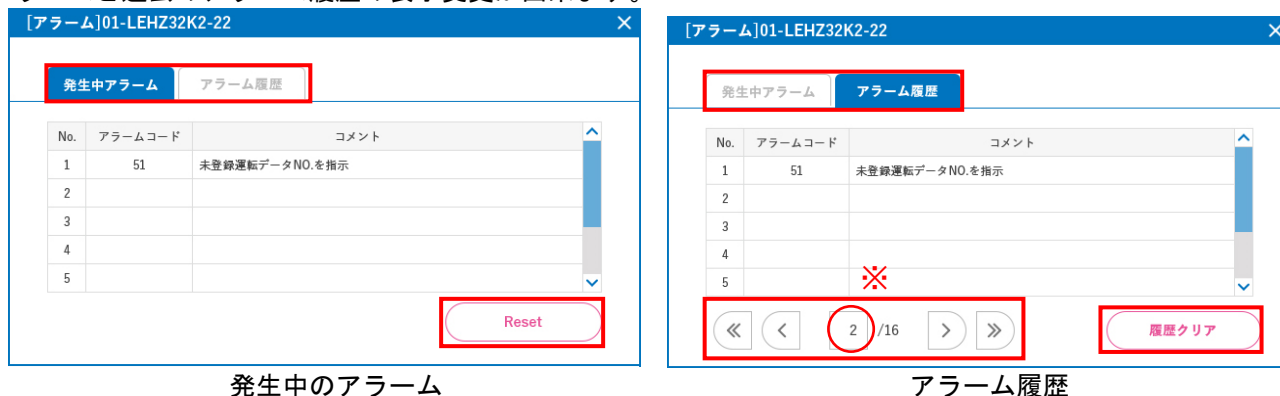 [アラーム]01-LEHZ32K2-22
発生中アラーム アラーム履歴
No. アラームコード コメント
1 51 未登録運転データNO.を指示
2
3
4
5
Reset
発生中のアラーム
[アラーム]01-LEHZ32K2-22
発生中アラーム アラーム履歴
No. アラームコード コメント
1 51 未登録運転データNO.を指示
2
3
4
5
※
2 /16
履歴クリア
アラーム履歴